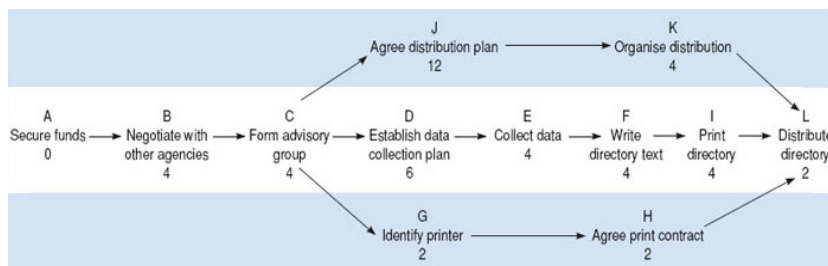 J
Agree distribution plan
12
K
Organise distribution
4
A
Secure funds
0
B
Negotiate with
other agencies
4
C
Form advisory
group
4
D
Establish data
collection plan
6
E
Collect data
4
F
Write
directory text
4
I
Print
directory
4
L
Distribute
directory
2
G
Identify printer
2
H
Agree print contract
2